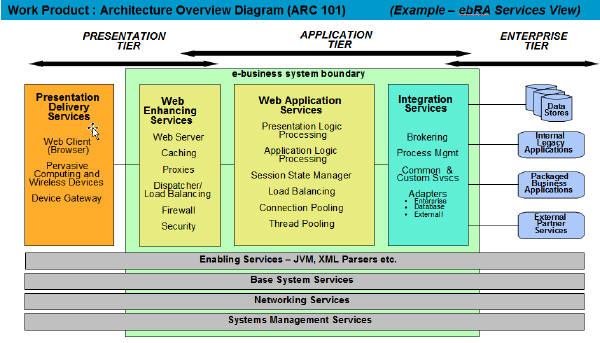 Work Product : Architecture Overview Diagram (ARC 101) (Example – ebRA Services View)
PRESENTATION
TIER
APPLICATION
TIER
ENTERPRISE
TIER
e-business system boundary
Presentation
Delivery
Services
Web Client
(Browser)
Pervasive
Computing and
Wireless Devices
Device Gateway
Web
Enhancing
Services
Web Server
Caching
Proxies
Dispatcher/
Load Balancing
Firewall
Security
Web Application
Services
Presentation Logic
Processing
Application Logic
Processing
Session State Manager
Load Balancing
Connection Pooling
Thread Pooling
Integration
Services
Brokering
Process Mgmt
Common &
Custom Svscs
Adapters
• Enterprise
• Database
• Externall
Data
Stores
Internal
Legacy
Applications
Packaged
Business
Applications
External
Partner
Services
Enabling Services – JVM, XML Parsers etc.
Base System Services
Networking Services
Systems Management Services